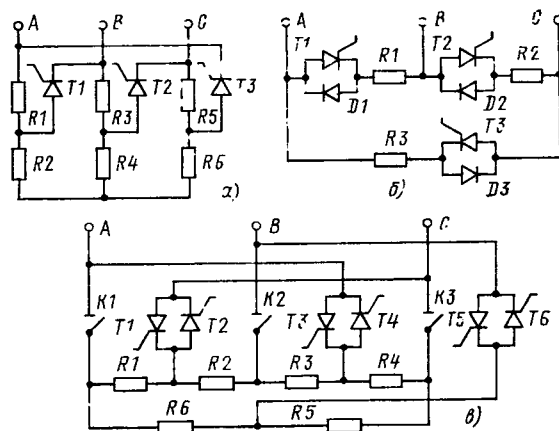 A B C
T1 T2 T3
R1 R3 R5
R2 R4 R6
а)
A B C
T1 R1 T2 R2
D1 D2
R3 T3
D3
б)
A B C
K1 T1 T2 K2 T3 T4 K3 T5 T6
R1 R2 R3 R4
R6 R5
в)